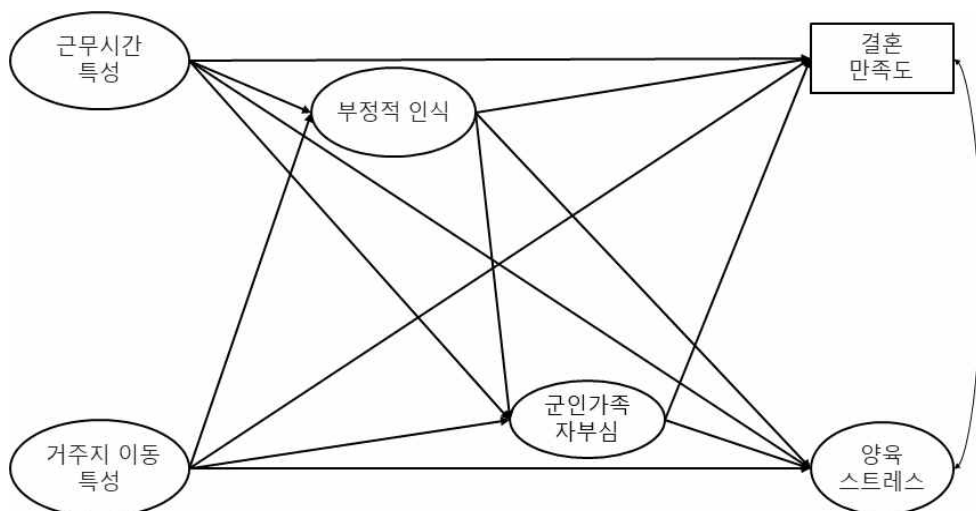 근무시간
특성
결혼
만족도
부정적 인식
군인가족
자부심
거주지 이동
특성
양육
스트레스